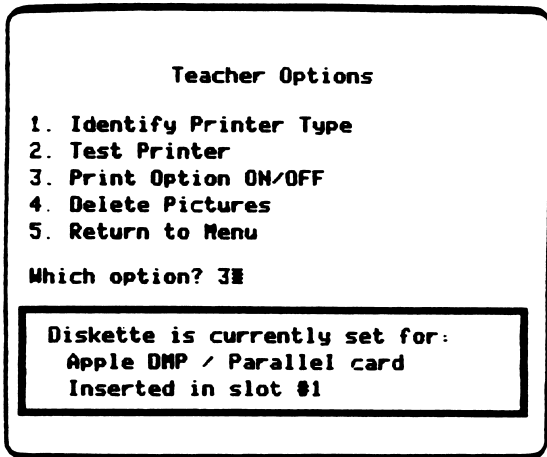 Teacher Options
1. Identify Printer Type
2. Test Printer
3. Print Option ON/OFF
4. Delete Pictures
5. Return to Menu
Which option? 3
Diskette is currently set for:
Apple DMP / Parallel card
Inserted in slot #1